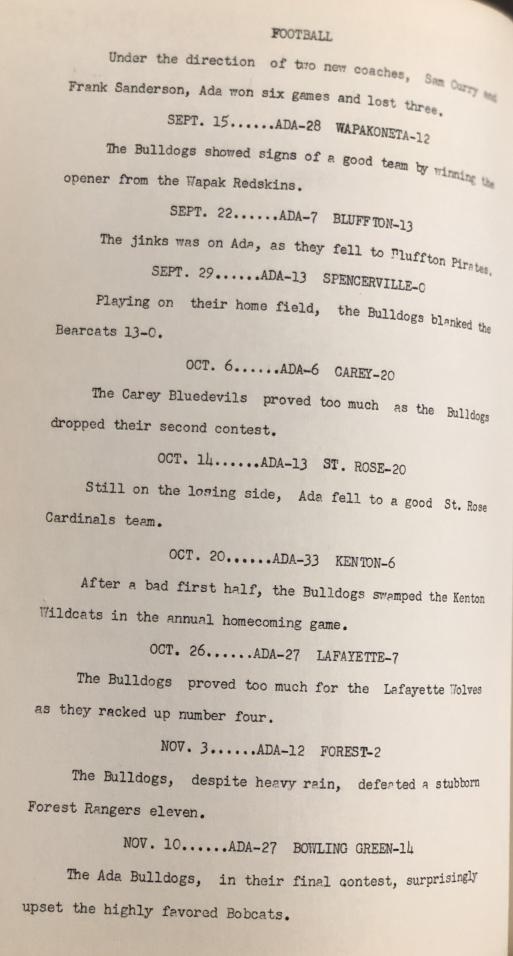 FOOTBALL
Under the direction of two new coaches, Sam Curry and
Frank Sanderson, Ada won six games and lost three.
SEPT. 15......ADA-28 WAPAKONETA-12
The Bulldogs showed signs of a good team by winning the
opener from the Wapak Redskins.
SEPT. 22......ADA-7 BLUFFTON-13
The jinks was on Ada, as they fell to Bluffton Pirates.
SEPT. 29......ADA-13 SPENCERVILLE-0
Playing on their home field, the Bulldogs blanked the
Bearcats 13-0.
OCT. 6......ADA-6 CAREY-20
The Carey Bluedevils proved too much as the Bulldogs
dropped their second contest.
OCT. 14......ADA-13 ST. ROSE-20
Still on the losing side, Ada fell to a good St. Rose
Cardinals team.
OCT. 20......ADA-33 KENTON-6
After a bad first half, the Bulldogs swamped the Kenton
Wildcats in the annual homecoming game.
OCT. 26......ADA-27 LAFAYETTE-7
The Bulldogs proved too much for the Lafayette Wolves
as they racked up number four.
NOV. 3......ADA-12 FOREST-2
The Bulldogs, despite heavy rain, defeated a stubborn
Forest Rangers eleven.
NOV. 10......ADA-27 BOWLING GREEN-14
The Ada Bulldogs, in their final contest, surprisingly
upset the highly favored Bobcats.